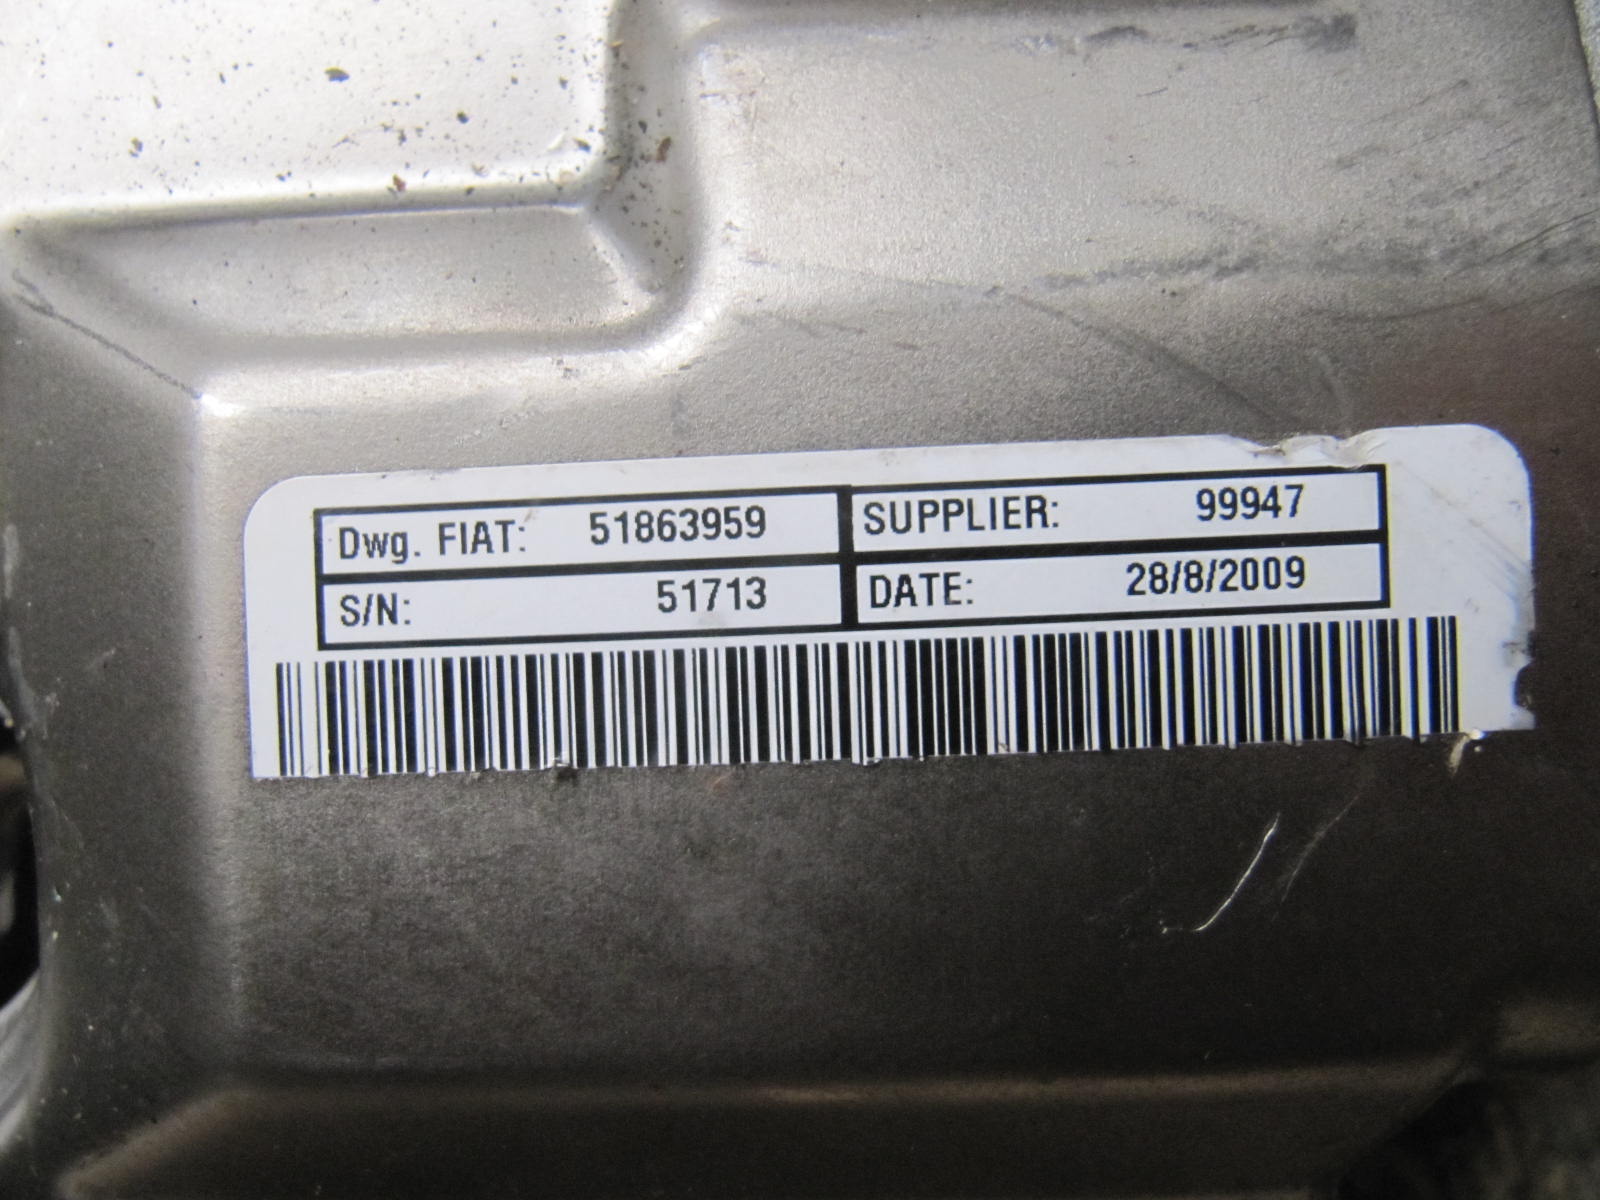 Dwg. FIAT: 51863959 SUPPLIER: 99947
S/N: 51713 DATE: 28/8/2009